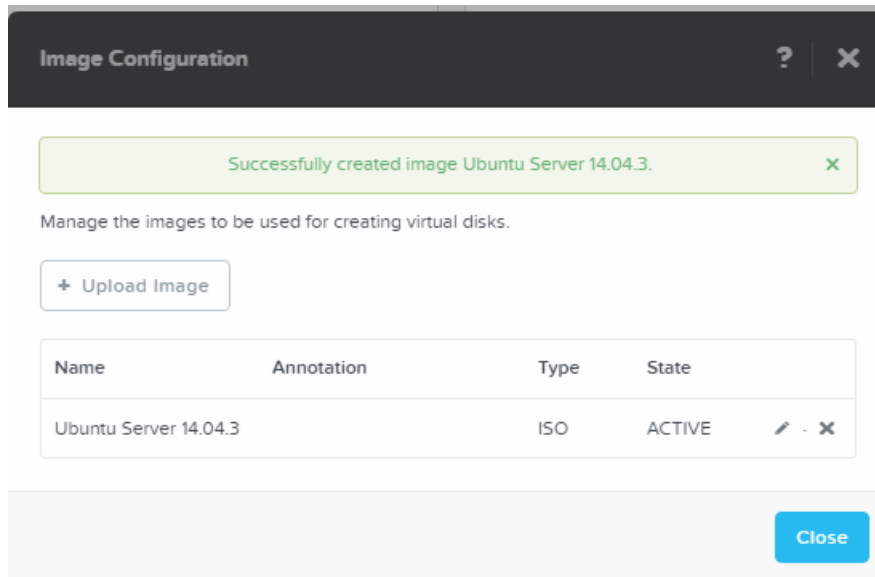 Image Configuration
?
Successfully created image Ubuntu Server 14.04.3.
Manage the images to be used for creating virtual disks.
+ Upload Image
Name Annotation Type State
Ubuntu Server 14.04.3 ISO ACTIVE
Close